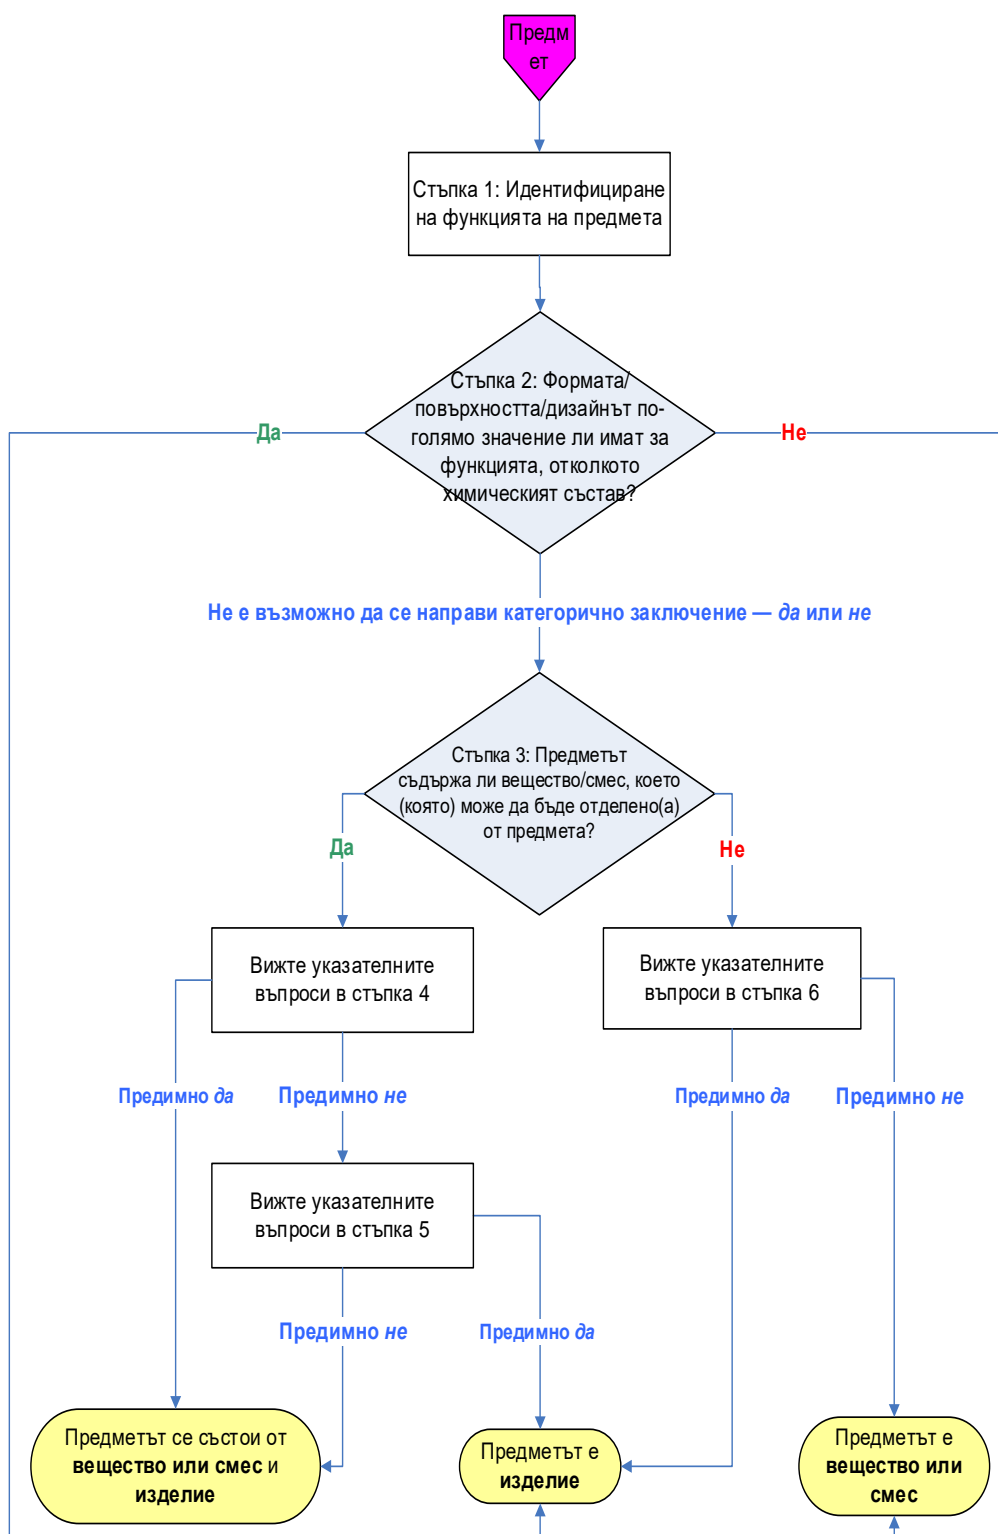 Предм
ет
Стъпка 1: Идентифициране
на функцията на предмета
Стъпка 2: Формата/
повърхността/дизайнът по-
голямо значение ли имат за
функцията, отколкото
химическият състав?
Да
Не
Не е възможно да се направи категорично заключение — да или не
Стъпка 3: Предметът
съдържа ли вещество/смес, което
(която) може да бъде отделено(а)
от предмета?
Да
Не
Вижте указателните
въпроси в стъпка 4
Вижте указателните
въпроси в стъпка 6
Предимно да
Предимно не
Предимно да
Предимно не
Вижте указателните
въпроси в стъпка 5
Предимно не
Предимно да
Предметът се състои от
вещество или смес и
изделие
Предметът е
изделие
Предметът е
вещество или
смес